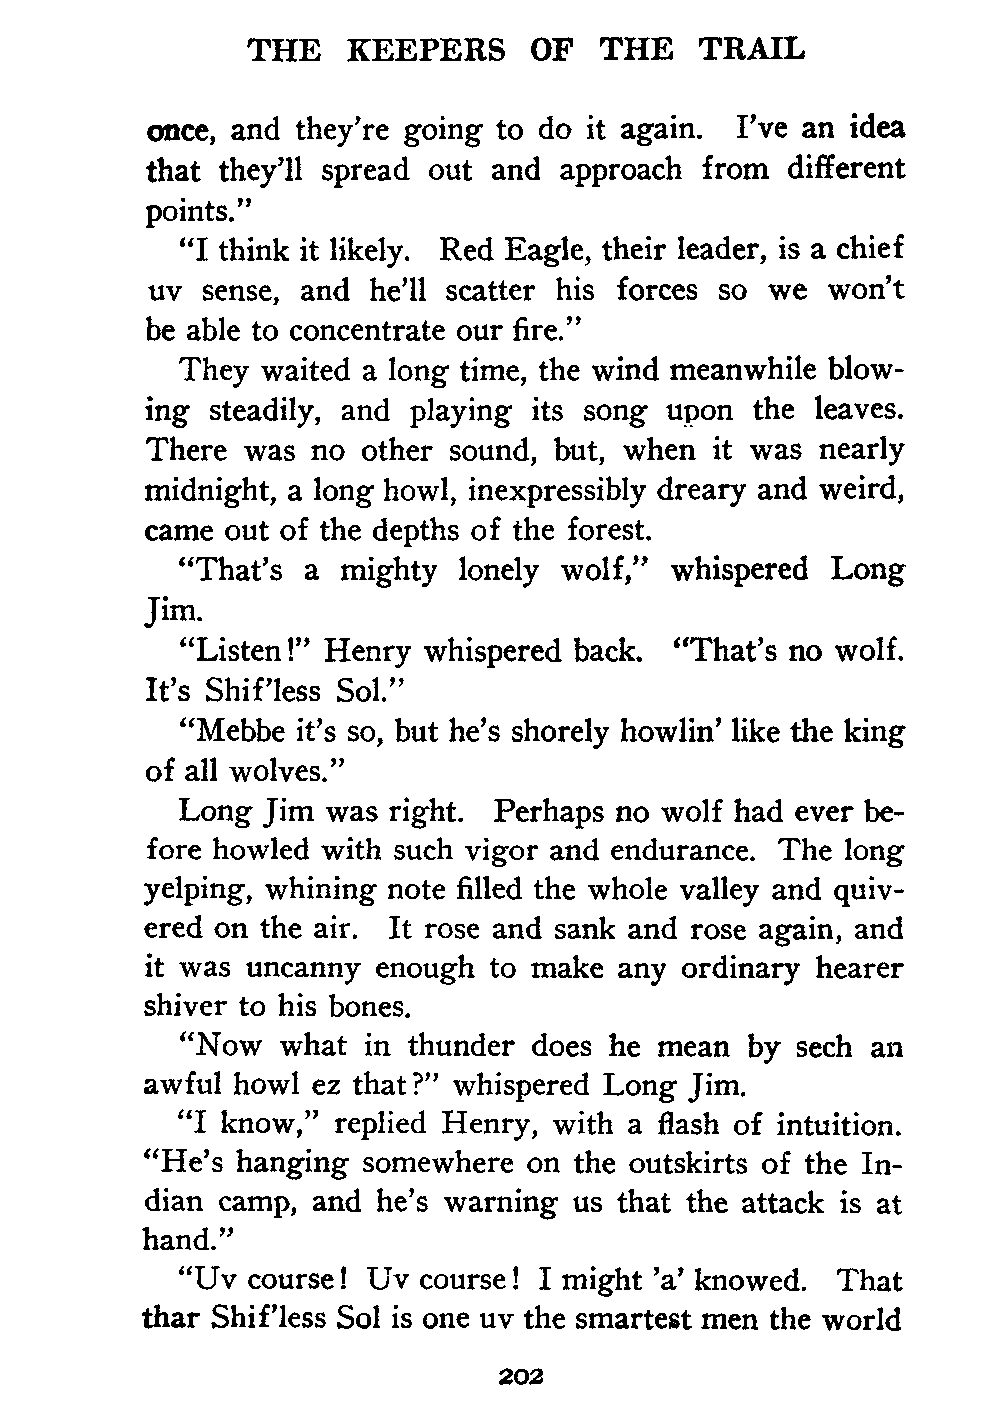 THE KEEPERS OF THE TRAIL
once, and they're going to do it again. I've an idea
that they'll spread out and approach from different
points."
"I think it likely. Red Eagle, their leader, is a chief
uv sense, and he'll scatter his forces so we won't
be able to concentrate our fire."
They waited a long time, the wind meanwhile blow-
ing steadily, and playing its song upon the leaves.
There was no other sound, but, when it was nearly
midnight, a long howl, inexpressibly dreary and weird,
came out of the depths of the forest.
"That's a mighty lonely wolf," whispered Long
Jim.
"Listen!" Henry whispered back. "That's no wolf.
It's Shif'less Sol."
"Mebbe it's so, but he's shorely howlin' like the king
of all wolves."
Long Jim was right. Perhaps no wolf had ever be-
fore howled with such vigor and endurance. The long
yelping, whining note filled the whole valley and quiv-
ered on the air. It rose and sank and rose again, and
it was uncanny enough to make any ordinary hearer
shiver to his bones.
"Now what in thunder does he mean by sech an
awful howl ez that?" whispered Long Jim.
"I know," replied Henry, with a flash of intuition.
"He's hanging somewhere on the outskirts of the In-
dian camp, and he's warning us that the attack is at
hand."
"Uv course! Uv course! I might 'a' knowed. That
thar Shif'less Sol is one uv the smartest men the world
202